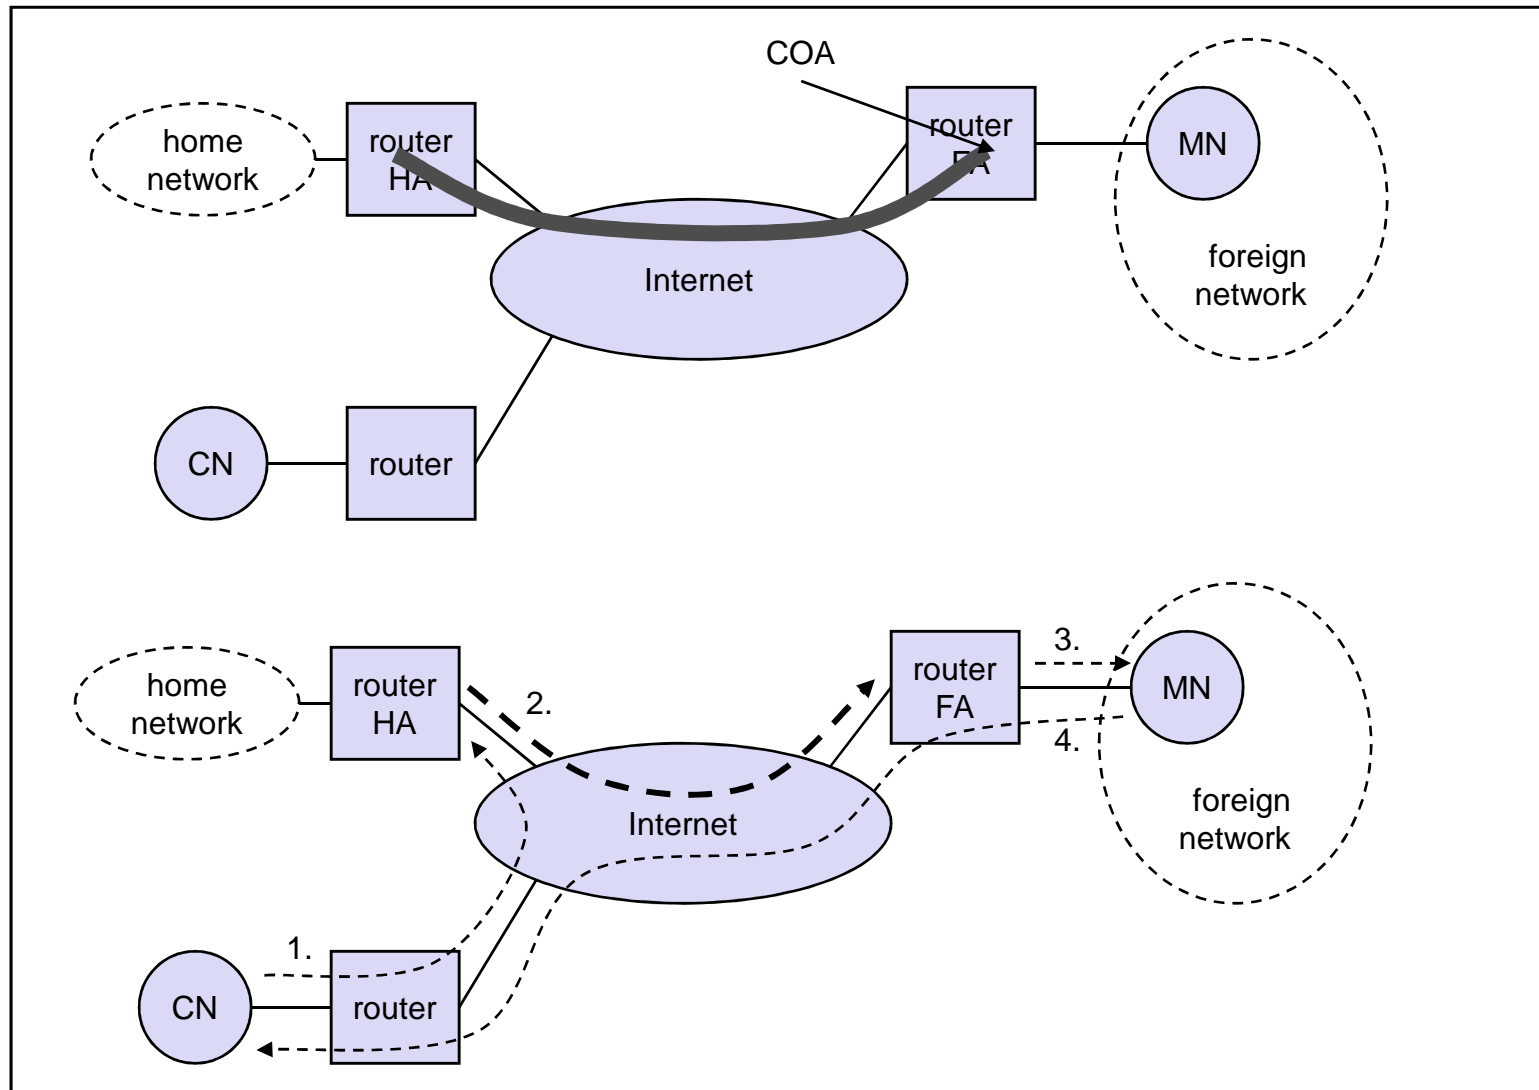 COA
home
network
router
HA
router
FA
MN
Internet
foreign
network
CN
router
home
network
router
HA
2.
router
FA
3.
MN
4.
Internet
foreign
network
1.
CN
router